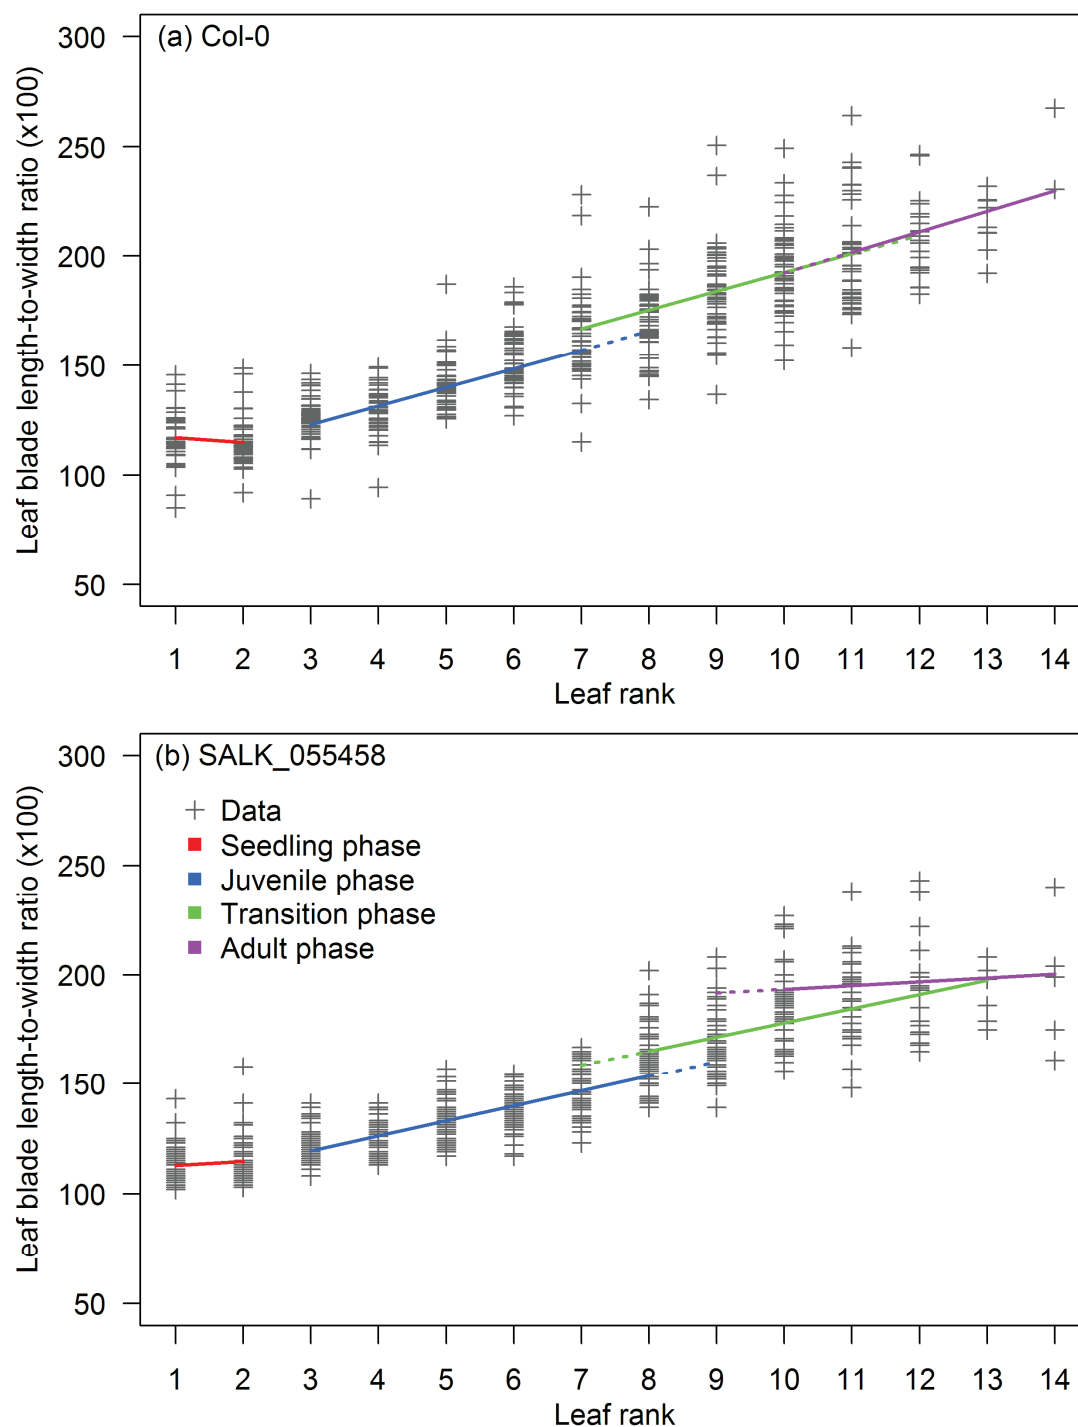 (a) Col-0
Leaf blade length-to-width ratio (x100)
300
250
200
150
100
50
1 2 3 4 5 6 7 8 9 10 11 12 13 14
Leaf rank
(b) SALK_055458
Data
Seedling phase
Juvenile phase
Transition phase
Adult phase
Leaf blade length-to-width ratio (x100)
300
250
200
150
100
50
1 2 3 4 5 6 7 8 9 10 11 12 13 14
Leaf rank